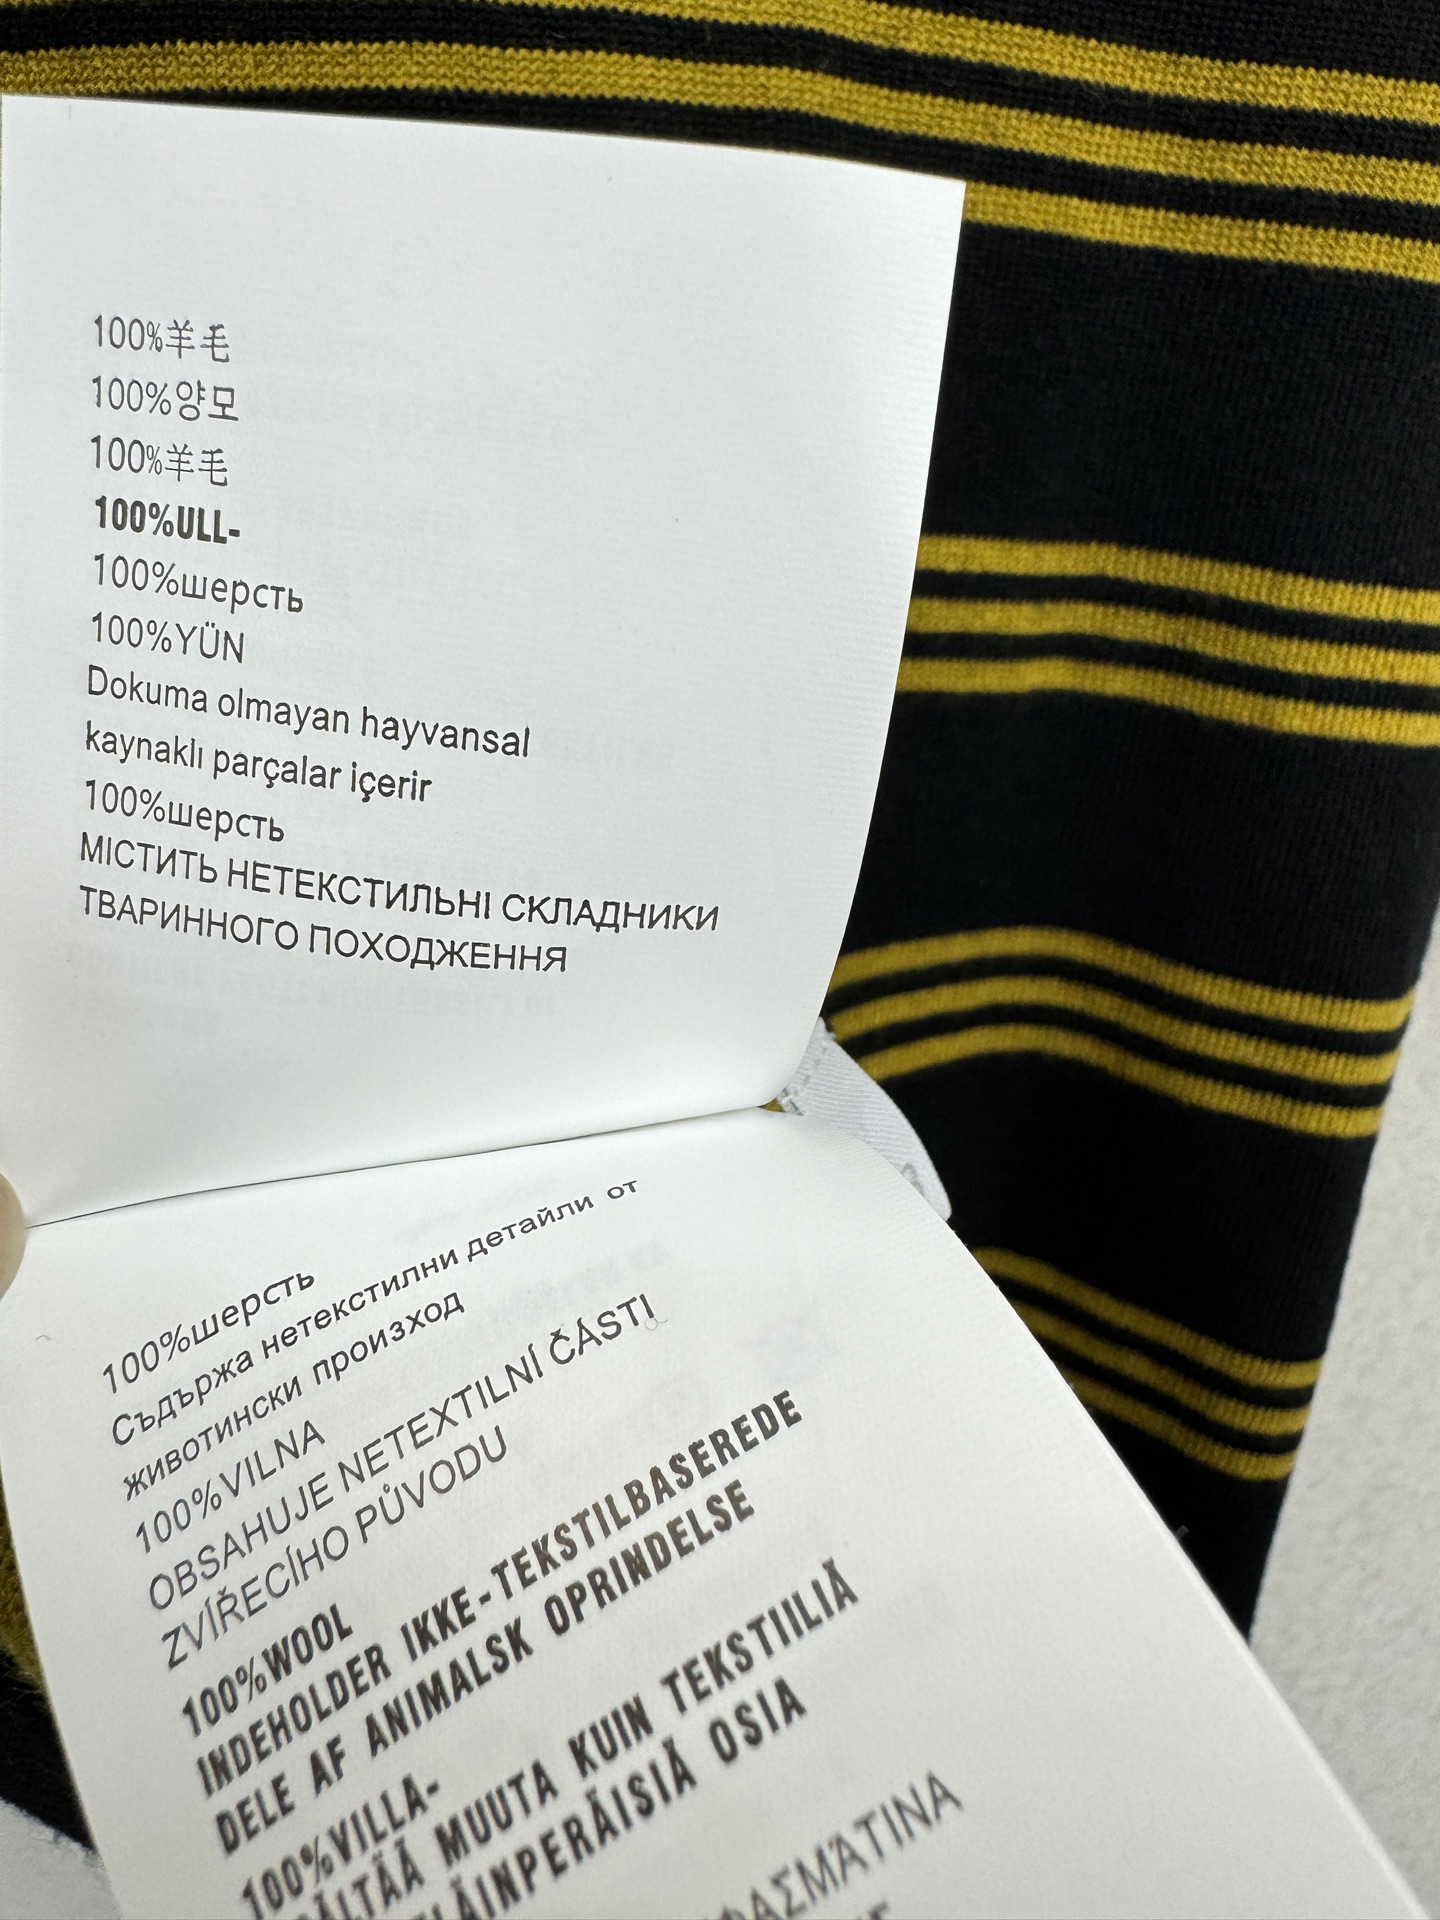 100%羊毛
100%양모
100%羊毛
100%ULL-
100%шерсть
100%YÜN
Dokuma olmayan hayvansal
kaynaklı parçalar içerir
100%шерсть
МІСТИТЬ НЕТЕКСТИЛЬНІ СКЛАДНИКИ
ТВАРИННОГО ПОХОДЖЕННЯ
100%шерсть
Съдържа нетекстилни детайли от
животински произход
100%VILNA
OBSAHUJE NETEXTILNÍ ČÁSTI
ZVÍŘECÍHO PŮVODU
100%WOOL
INDEHOLDER IKKE-TEKSTILBASEREDE
DELE AF ANIMALSK OPRINDELSE
100%VILLA-
MUUTA KUIN TEKSTIILIÄ
OSIA